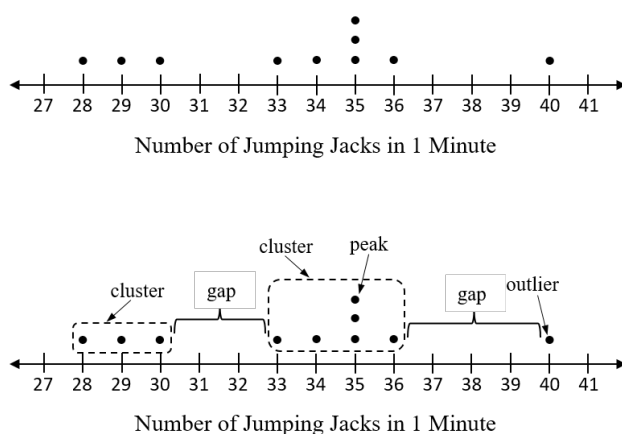 27 28 29 30 31 32 33 34 35 36 37 38 39 40 41
Number of Jumping Jacks in 1 Minute
cluster
peak
cluster
gap
gap
outlier
27 28 29 30 31 32 33 34 35 36 37 38 39 40 41
Number of Jumping Jacks in 1 Minute